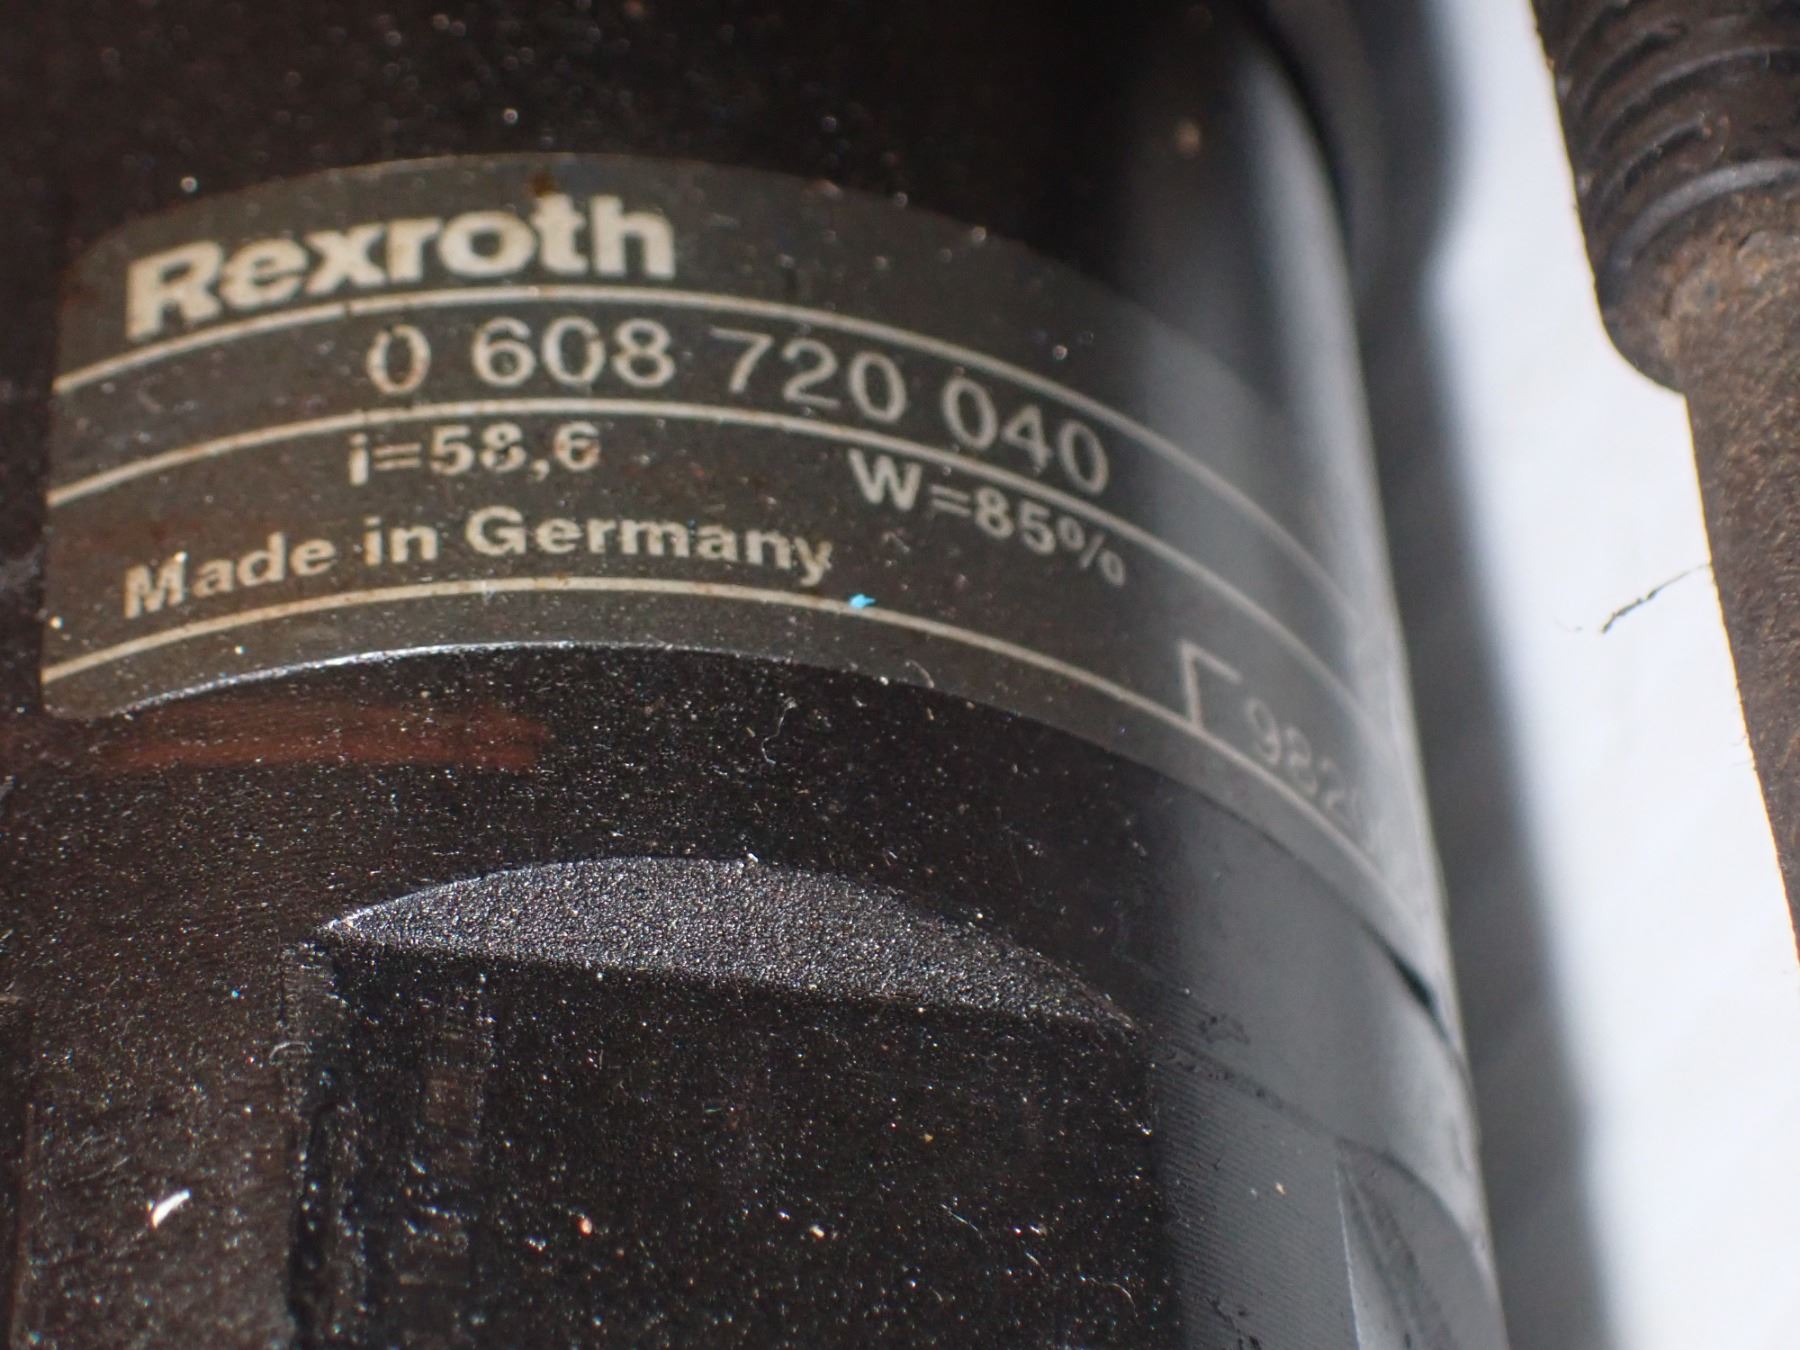 Rexroth
0 608 720 040
i=58,6 W=85%
Made in Germany